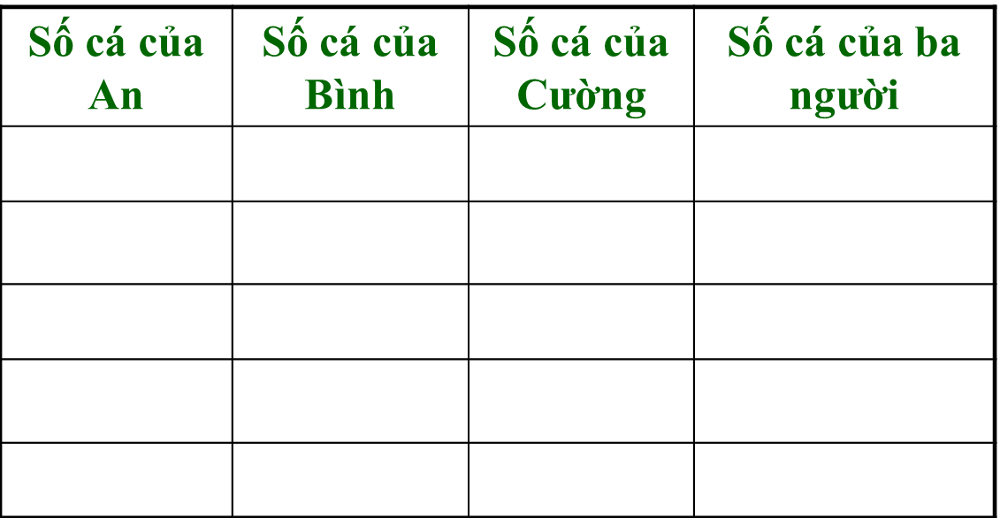 Số cá của An
Số cá của Bình
Số cá của Cường
Số cá của ba người